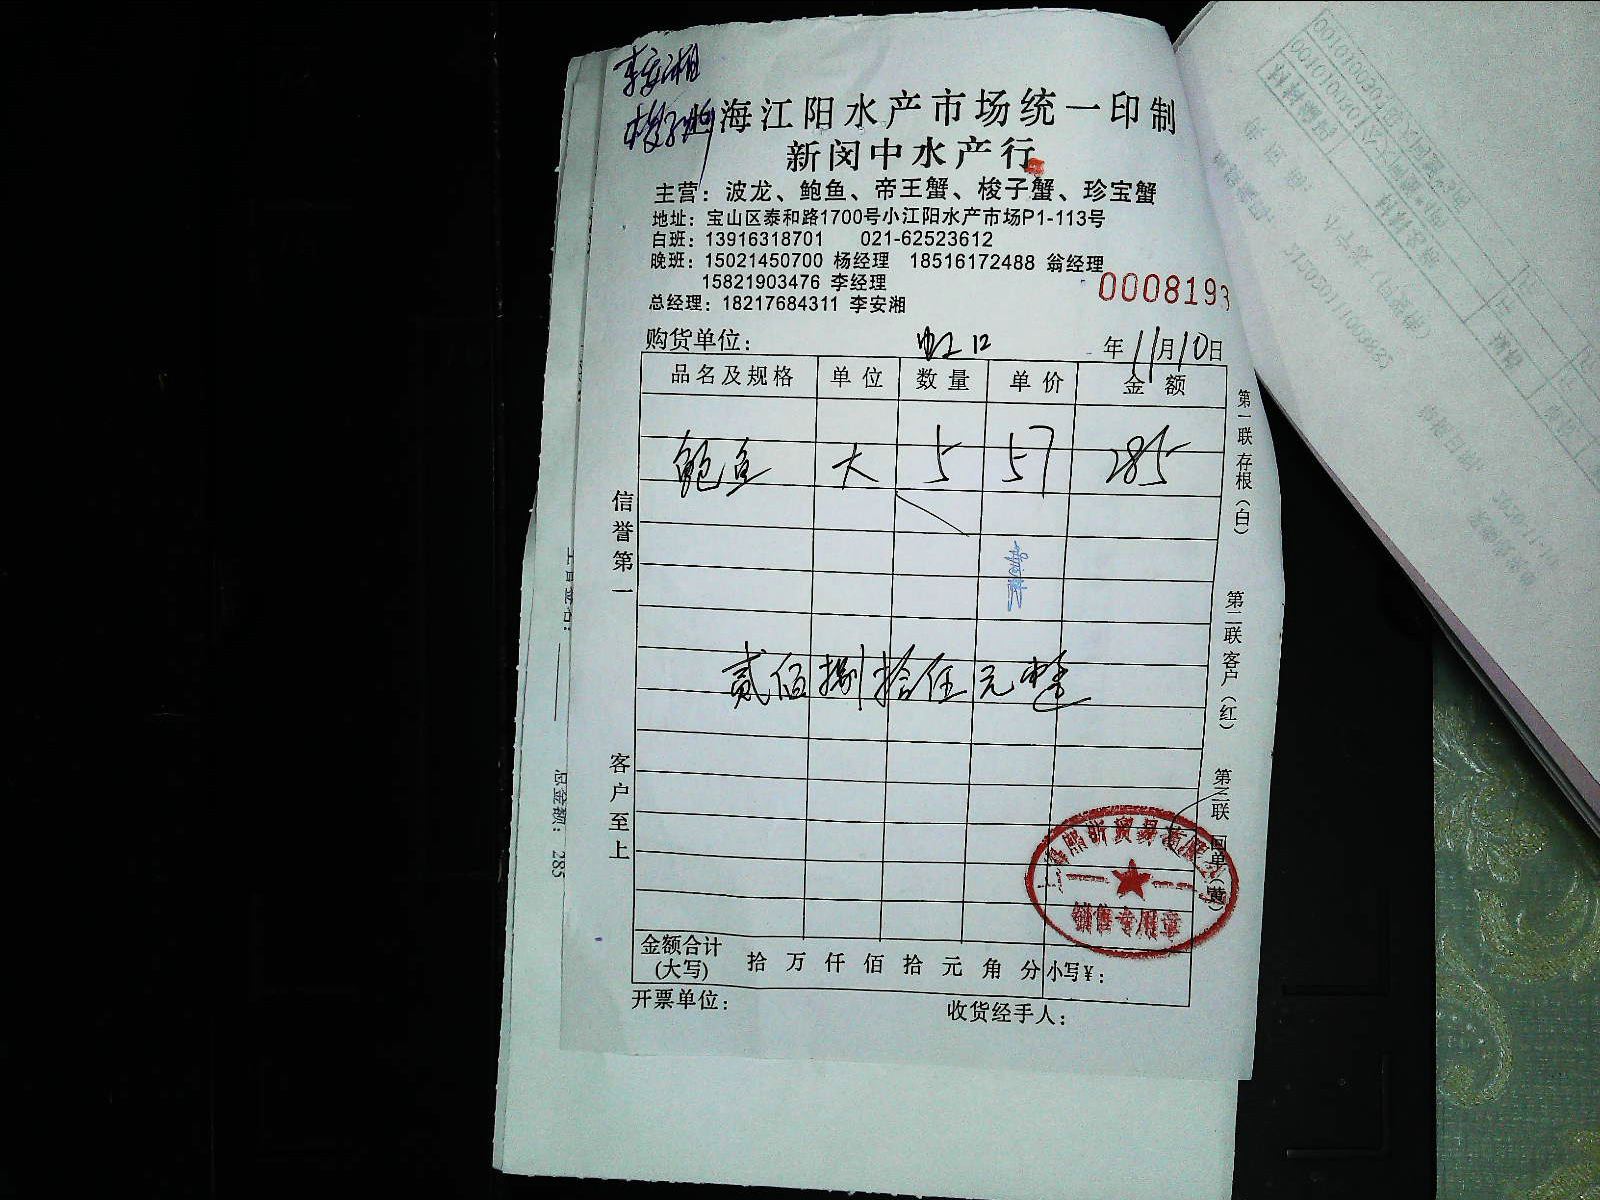 李安湘
海江阳水产市场统一印制
新闵中水产行
主营：波龙、鲍鱼、帝王蟹、梭子蟹、珍宝蟹
地址：宝山区泰和路1700号小江阳水产市场P1-113号
白班：13916318701 021-62523612
晚班：15021450700 杨经理 18516172488 翁经理
15821903476 李经理
0008193
总经理：18217684311 李安湘
购货单位： 虹口 年11月10日
品名及规格 单位 数量 单价 金额
鲍鱼 大 5 57 285
贰佰捌拾伍元整
信誉第一
客户至上
第一联 存根（白）
第二联 客户（红）
第三联 回单（黄）
销售专用章
金额合计（大写） 拾 万 仟 佰 拾 元 角 分 小写￥：
开票单位： 收货经手人：
总金额： 285